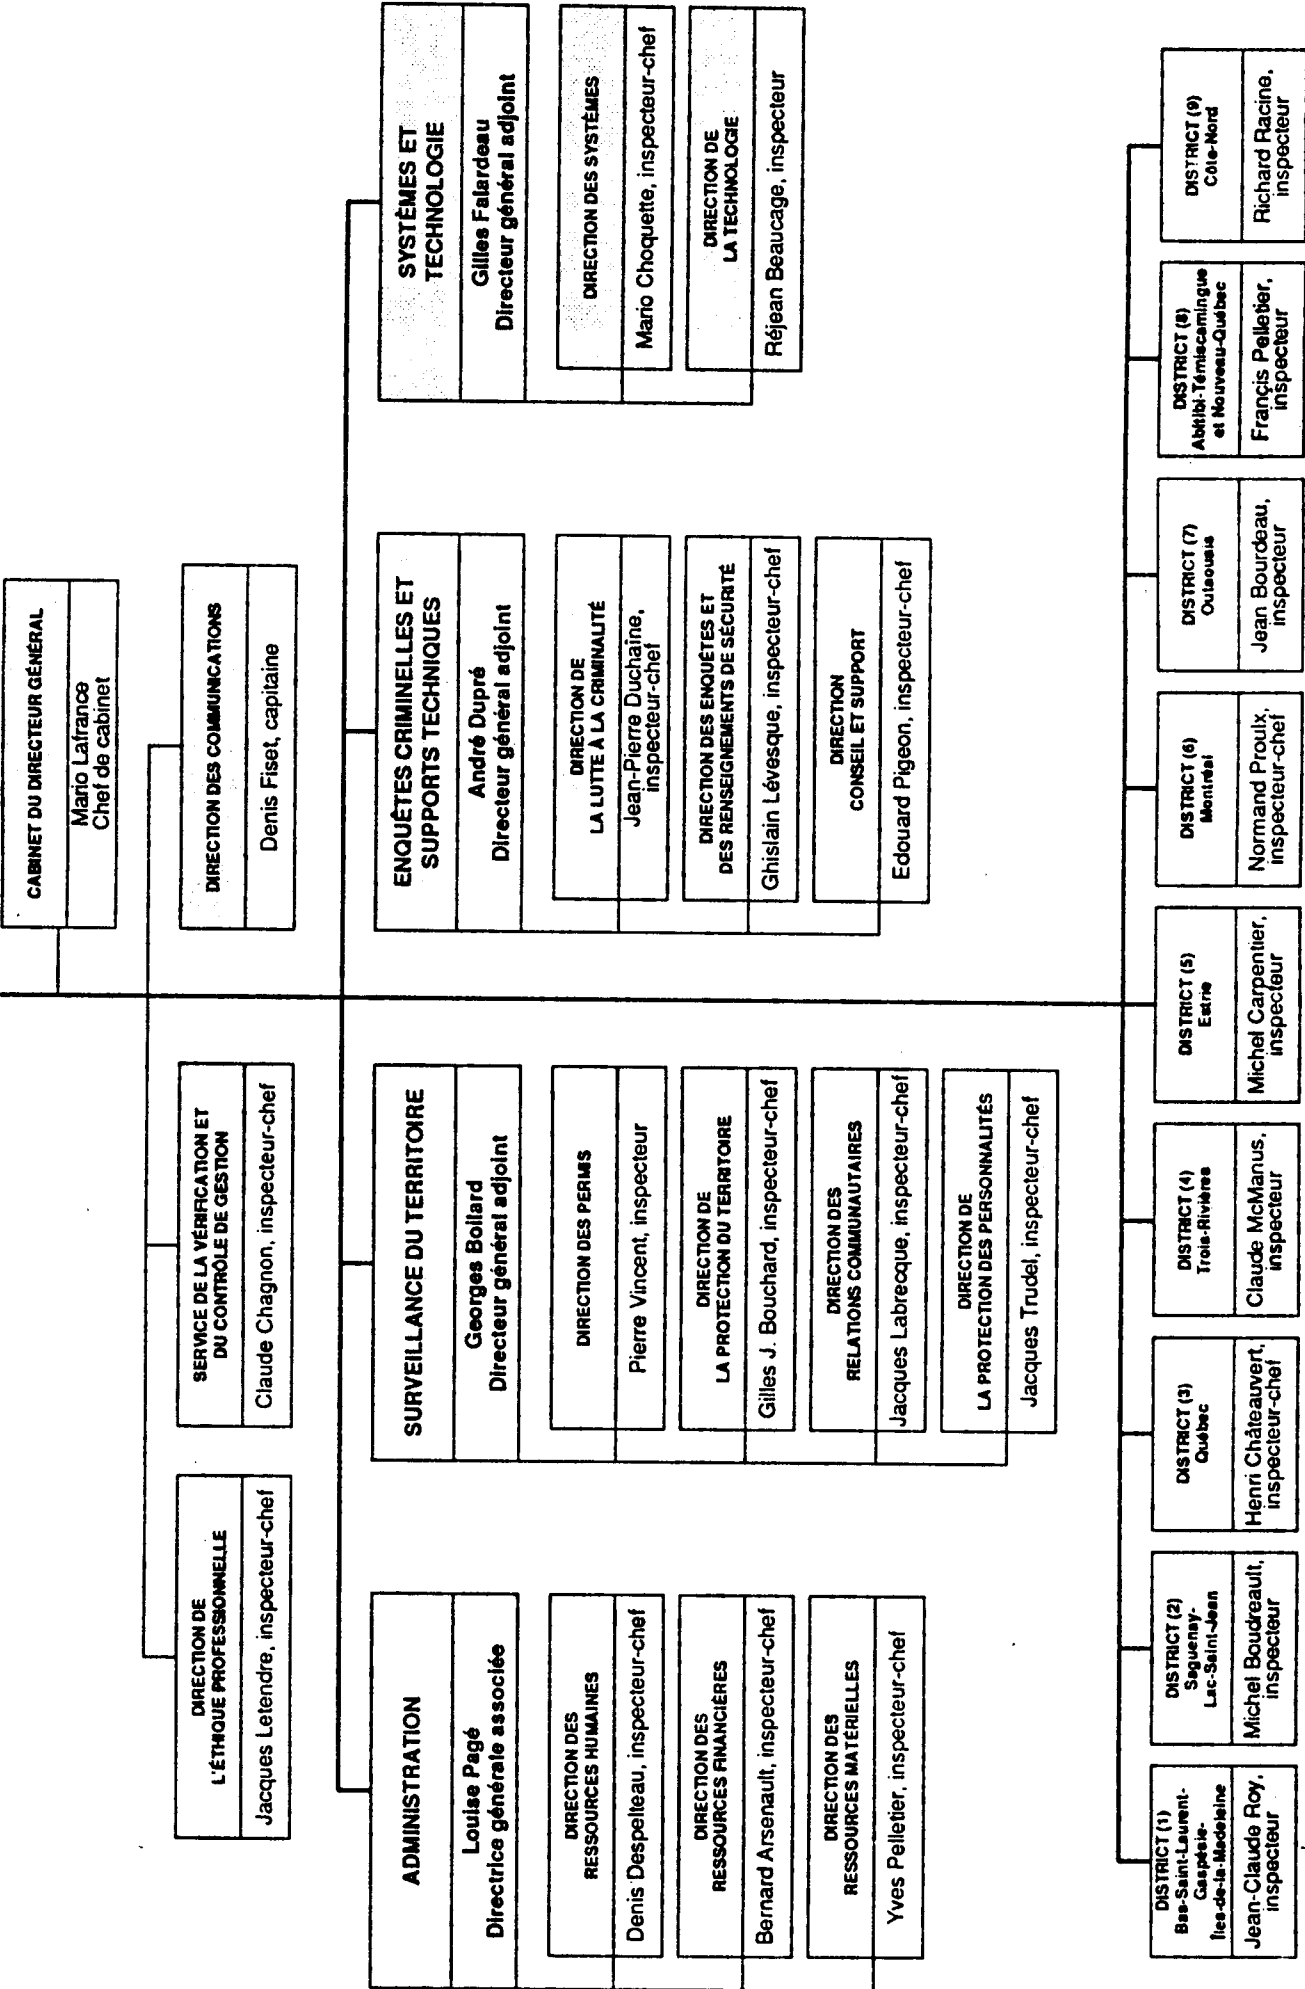 CABINET DU DIRECTEUR GÉNÉRAL
Mario Lafrance
Chef de cabinet
DIRECTION DE
L'ÉTHIQUE PROFESSIONNELLE
Jacques Letendre, inspecteur-chef
SERVICE DE LA VÉRIFICATION ET
DU CONTRÔLE DE GESTION
Claude Chagnon, inspecteur-chef
DIRECTION DES COMMUNICATIONS
Denis Fiset, capitaine
ADMINISTRATION
Louise Pagé
Directrice générale associée
DIRECTION DES
RESSOURCES HUMAINES
Denis Despelteau, inspecteur-chef
DIRECTION DES
RESSOURCES FINANCIÈRES
Bernard Arsenault, inspecteur-chef
DIRECTION DES
RESSOURCES MATÉRIELLES
Yves Pelletier, inspecteur-chef
SURVEILLANCE DU TERRITOIRE
Georges Boilard
Directeur général adjoint
DIRECTION DES PERMIS
Pierre Vincent, inspecteur
DIRECTION DE
LA PROTECTION DU TERRITOIRE
Gilles J. Bouchard, inspecteur-chef
DIRECTION DES
RELATIONS COMMUNAUTAIRES
Jacques Labrecque, inspecteur-chef
DIRECTION DE
LA PROTECTION DES PERSONNALITÉS
Jacques Trudel, inspecteur-chef
ENQUÊTES CRIMINELLES ET
SUPPORTS TECHNIQUES
André Dupré
Directeur général adjoint
DIRECTION DE
LA LUTTE À LA CRIMINALITÉ
Jean-Pierre Duchaine,
inspecteur-chef
DIRECTION DES ENQUÊTES ET
DES RENSEIGNEMENTS DE SÉCURITÉ
Ghislain Lévesque, inspecteur-chef
DIRECTION
CONSEIL ET SUPPORT
Edouard Pigeon, inspecteur-chef
SYSTÈMES ET
TECHNOLOGIE
Gilles Falardeau
Directeur général adjoint
DIRECTION DES SYSTÈMES
Mario Choquette, inspecteur-chef
DIRECTION DE
LA TECHNOLOGIE
Réjean Beaucage, inspecteur
DISTRICT (1)
Bas-Saint-Laurent-
Gaspésie-
Îles-de-la-Madeleine
Jean-Claude Roy,
inspecteur
DISTRICT (2)
Saguenay-
Lac-Saint-Jean
Michel Boudreault,
inspecteur
DISTRICT (3)
Québec
Henri Châteauvert,
inspecteur-chef
DISTRICT (4)
Trois-Rivières
Claude McManus,
inspecteur
DISTRICT (5)
Estrie
Michel Carpentier,
inspecteur
DISTRICT (6)
Montréal
Normand Proulx,
inspecteur-chef
DISTRICT (7)
Outaouais
Jean Bourdeau,
inspecteur
DISTRICT (8)
Abitibi-Témiscamingue
et Nouveau-Québec
François Pelletier,
inspecteur
DISTRICT (9)
Côte-Nord
Richard Racine,
inspecteur